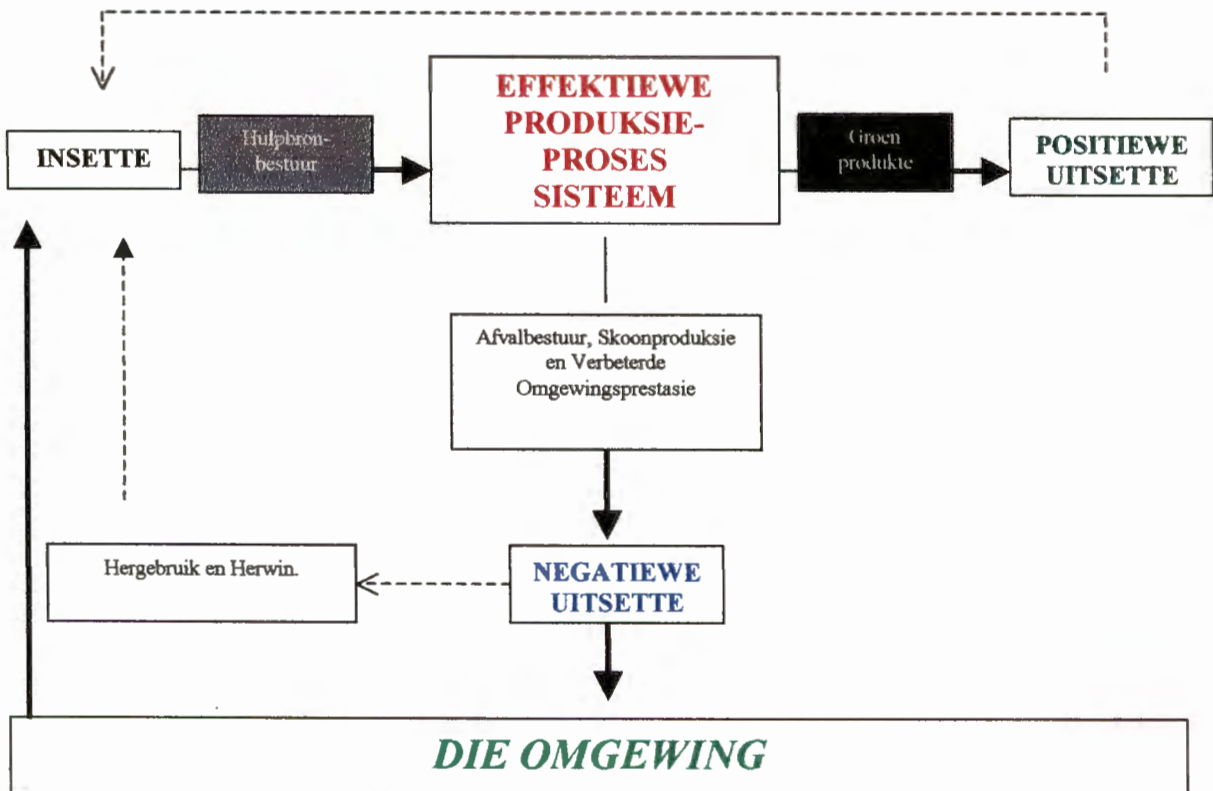 EFFEKTIEWE
PRODUKSIE-
PROSES
SISTEEM
INSETTE
Hulpbron-
bestuur
Groen
produkte
POSITIEWE
UITSETTE
Afvalbestuur, Skoonproduksie
en Verbeterde
Omgewingsprestasie
Hergebruik en Herwin.
NEGATIEWE
UITSETTE
DIE OMGEWING